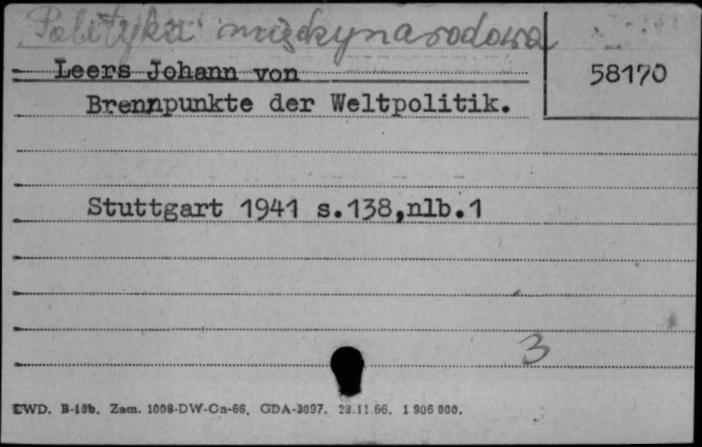 Polityka międzynarodowa
Leers Johann von
58170
Brennpunkte der Weltpolitik.
Stuttgart 1941 s.138,nlb.1
3
CWD. B-18b. Zam. 1008-DW-On-66. GDA-3097. 23.11.66. 1 906 000.